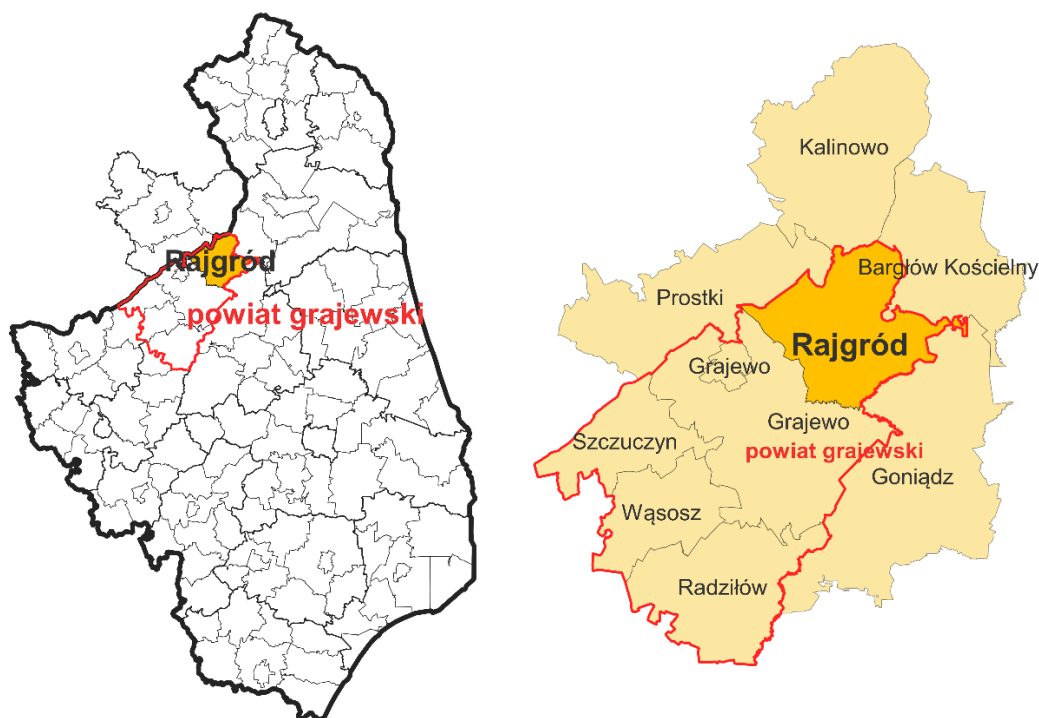 Rajgród
powiat grajewski
Kalinowo
Bargłów Kościelny
Prostki
Rajgród
Grajewo
Grajewo
Szczuczyn
powiat grajewski
Goniądz
Wąsosz
Radziłów